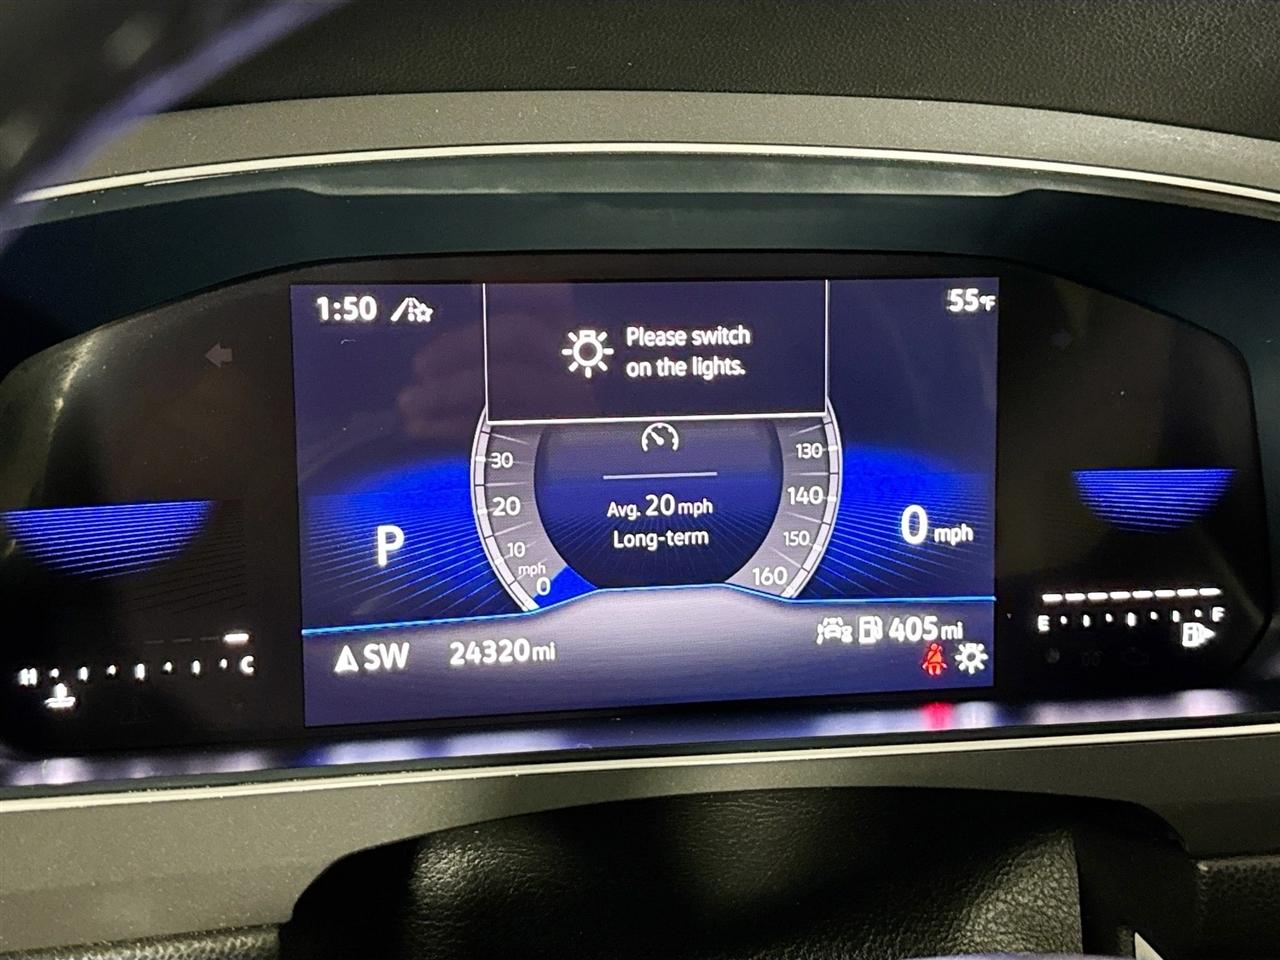 1:50
55°F
Please switch
on the lights.
30
20
10
mph
0
130
140
150
160
Avg. 20 mph
Long-term
P
0 mph
SW
24320 mi
405 mi
H
C
E
F